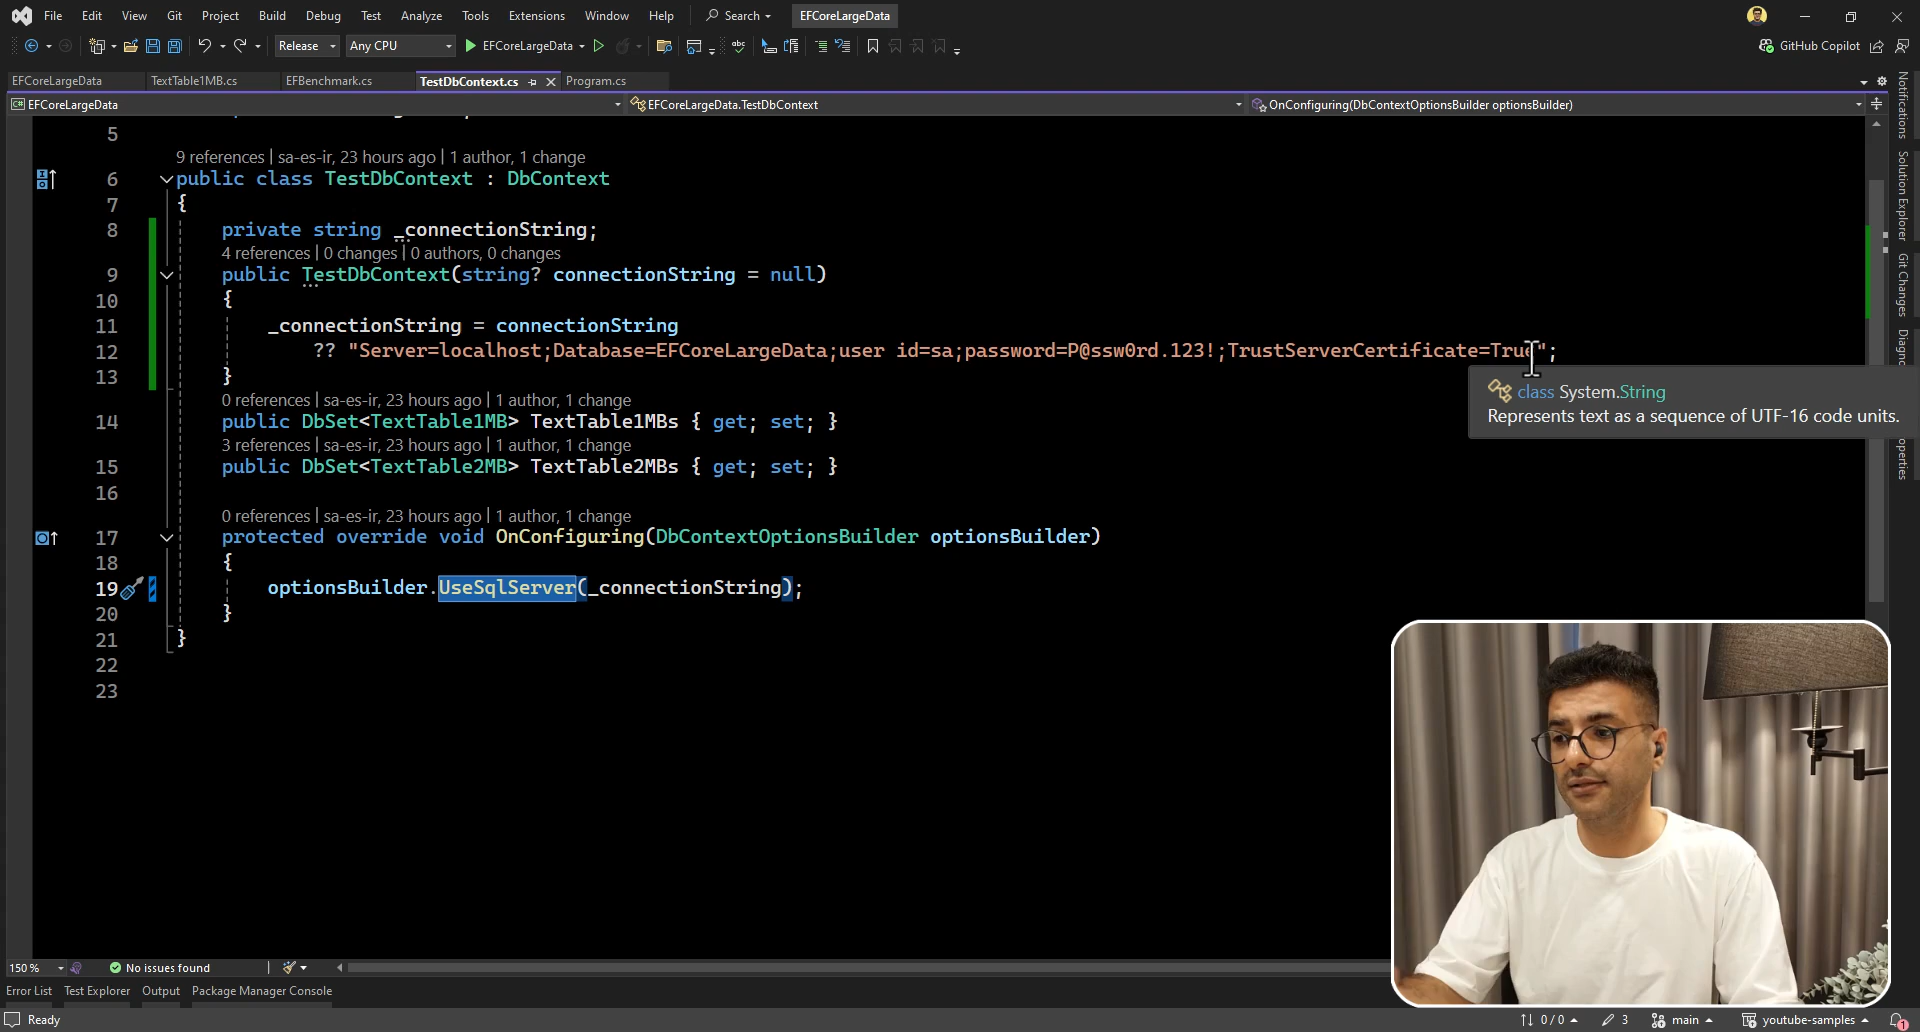 File Edit View Git Project Build Debug Test Analyze Tools Extensions Window Help Search EFCoreLargeData
Release Any CPU EFCoreLargeData GitHub Copilot
EFCoreLargeData TextTable1MB.cs EFBenchmark.cs TestDbContext.cs Program.cs
C# EFCoreLargeData EFCoreLargeData.TestDbContext OnConfiguring(DbContextOptionsBuilder optionsBuilder)
5
9 references | sa-es-ir, 23 hours ago | 1 author, 1 change
6 public class TestDbContext : DbContext
7 {
8 private string _connectionString;
4 references | 0 changes | 0 authors, 0 changes
9 public TestDbContext(string? connectionString = null)
10 {
11 _connectionString = connectionString
12 ?? "Server=localhost;Database=EFCoreLargeData;user id=sa;password=P@ssw0rd.123!;TrustServerCertificate=True";
13 }
class System.String
Represents text as a sequence of UTF-16 code units.
0 references | sa-es-ir, 23 hours ago | 1 author, 1 change
14 public DbSet<TextTable1MB> TextTable1MBs { get; set; }
3 references | sa-es-ir, 23 hours ago | 1 author, 1 change
15 public DbSet<TextTable2MB> TextTable2MBs { get; set; }
16
0 references | sa-es-ir, 23 hours ago | 1 author, 1 change
17 protected override void OnConfiguring(DbContextOptionsBuilder optionsBuilder)
18 {
19 optionsBuilder.UseSqlServer(_connectionString);
20 }
21 }
22
23
Notifications
Solution Explorer
Git Changes
150 % No issues found
Error List Test Explorer Output Package Manager Console
Ready 0 / 0 3 main youtube-samples 1